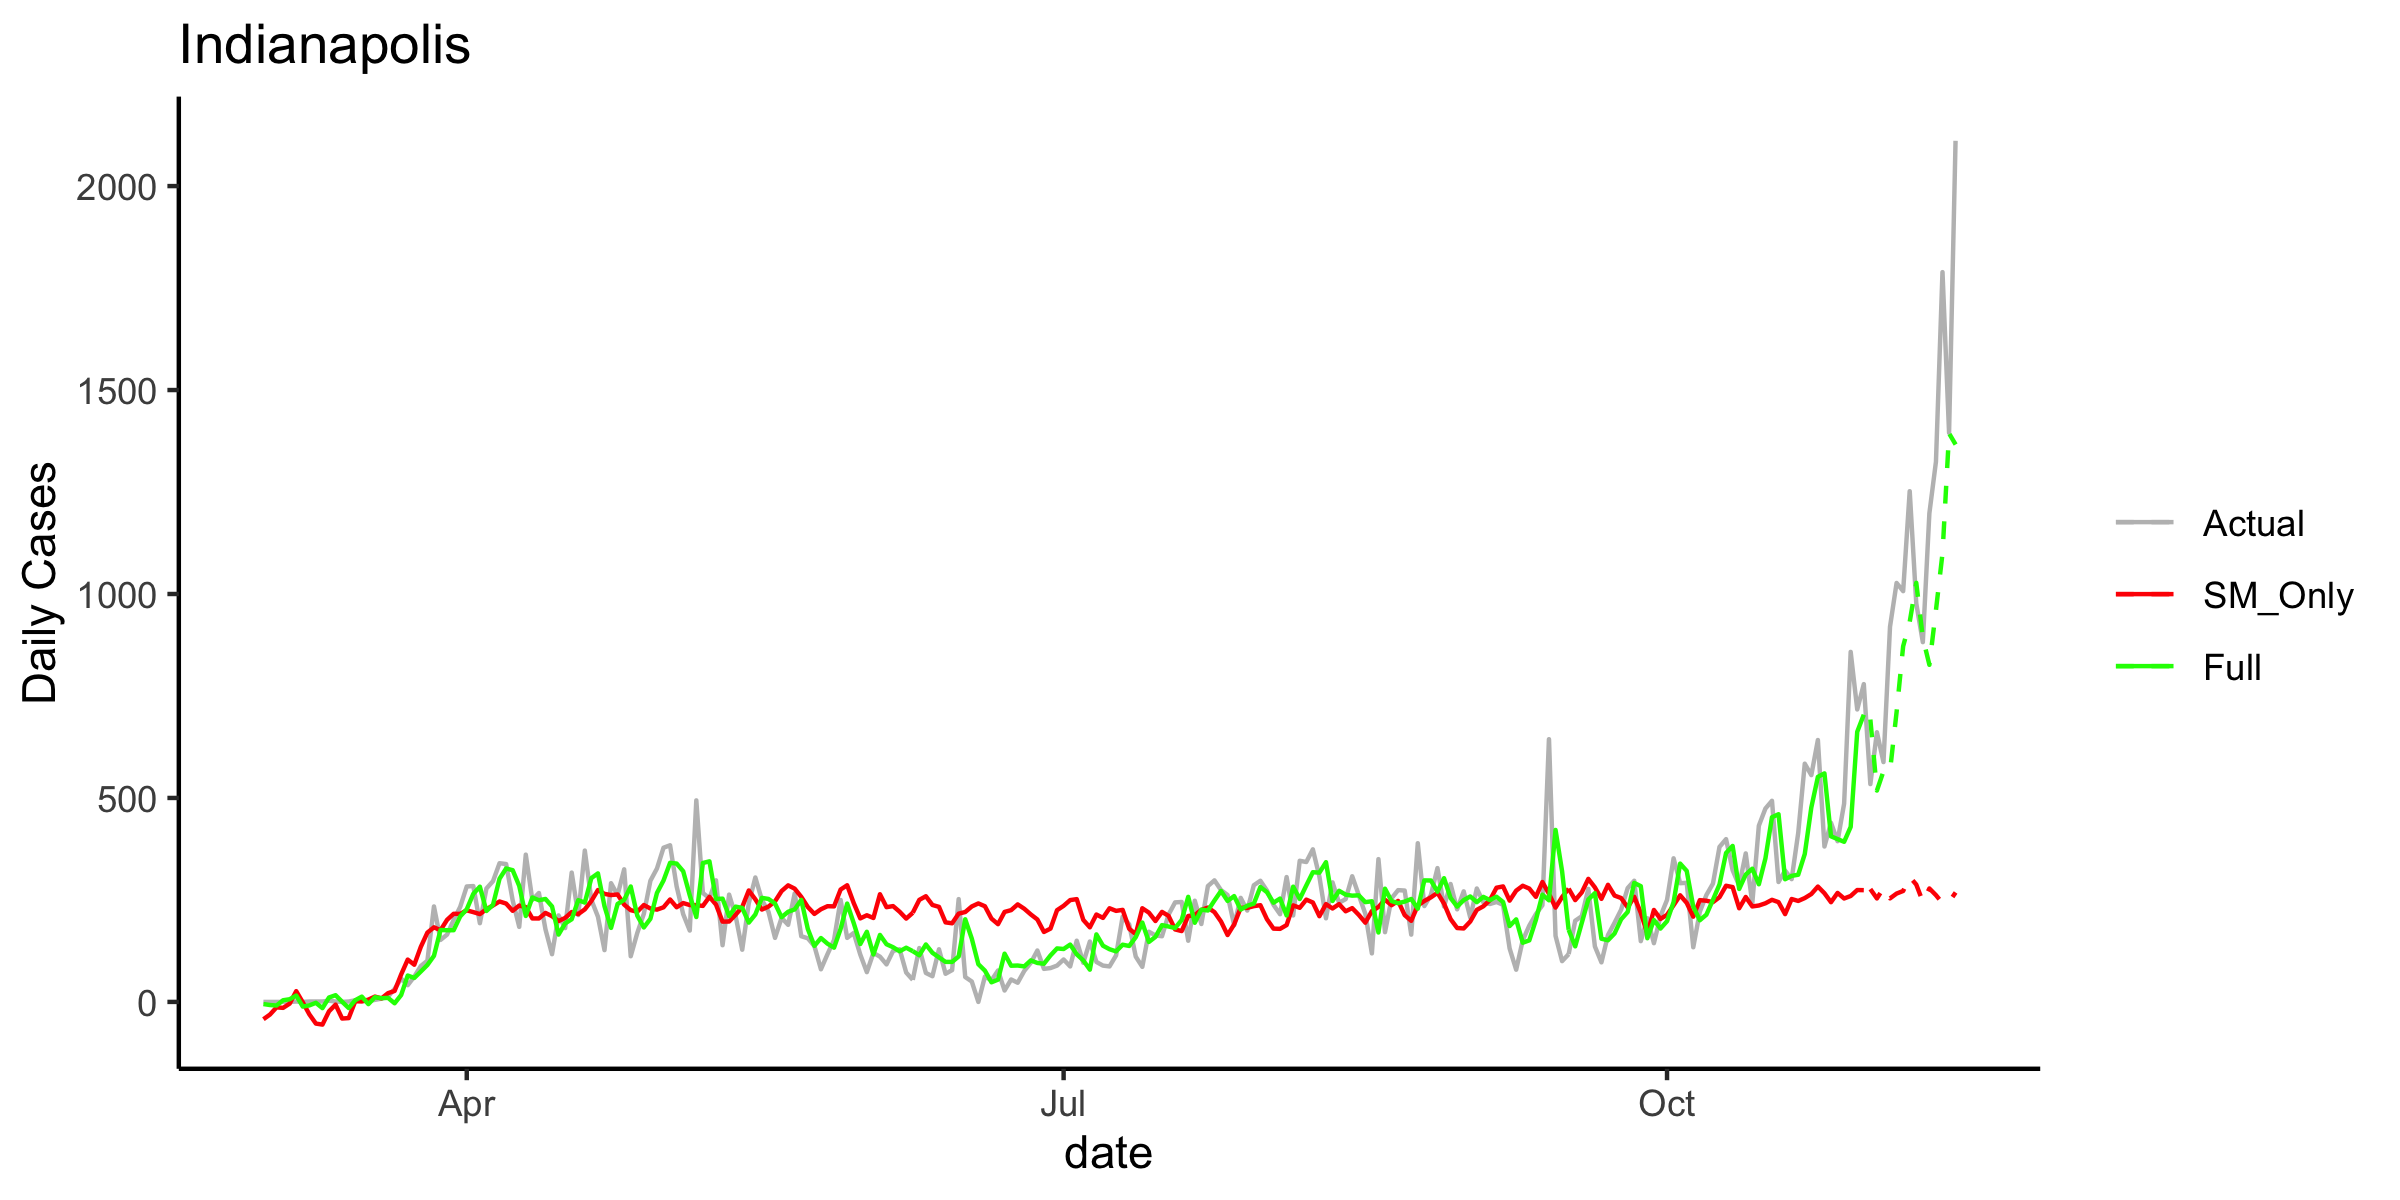 Indianapolis
Daily Cases
2000
1500
1000
500
0
Apr
Jul
Oct
date
Actual
SM_Only
Full